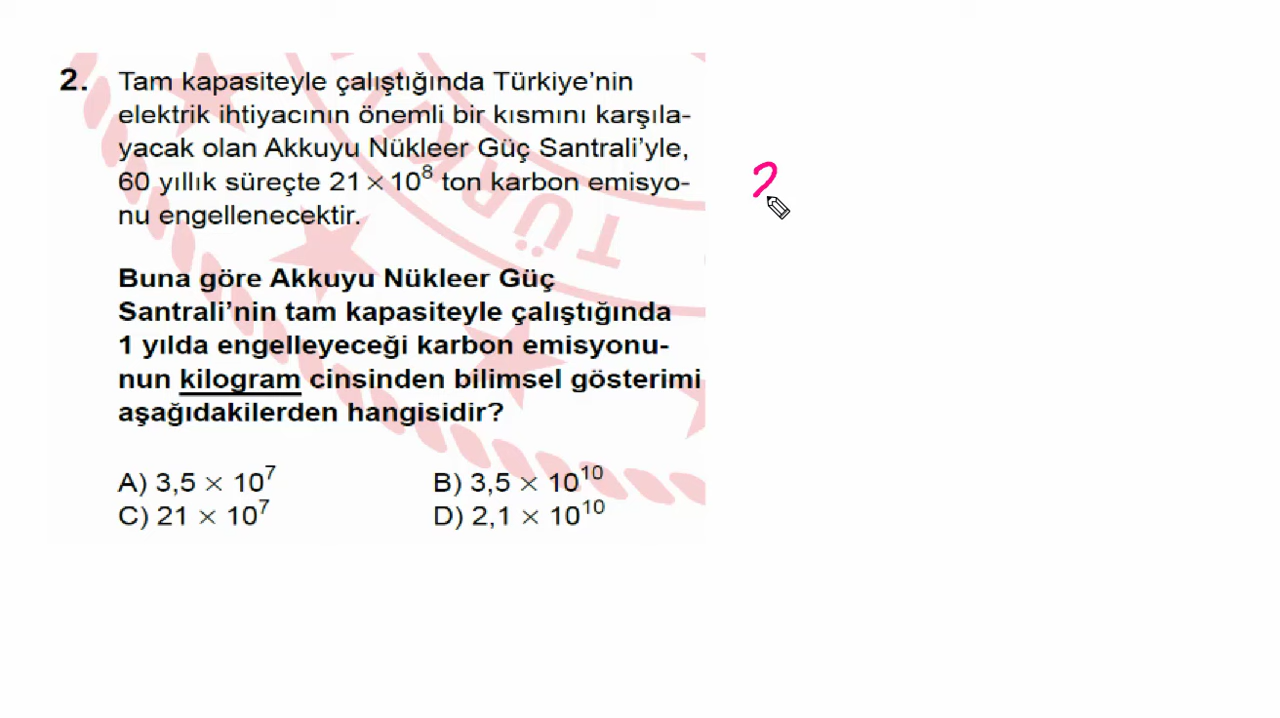 2. Tam kapasiteyle çalıştığında Türkiye’nin
elektrik ihtiyacının önemli bir kısmını karşıla-
yacak olan Akkuyu Nükleer Güç Santrali’yle,
60 yıllık süreçte 21 × 10⁸ ton karbon emisyo-
nu engellenecektir.
Buna göre Akkuyu Nükleer Güç
Santrali’nin tam kapasiteyle çalıştığında
1 yılda engelleyeceği karbon emisyonu-
nun kilogram cinsinden bilimsel gösterimi
aşağıdakilerden hangisidir?
A) 3,5 × 10⁷ B) 3,5 × 10¹⁰
C) 21 × 10⁷ D) 2,1 × 10¹⁰
2
TÜRKİ